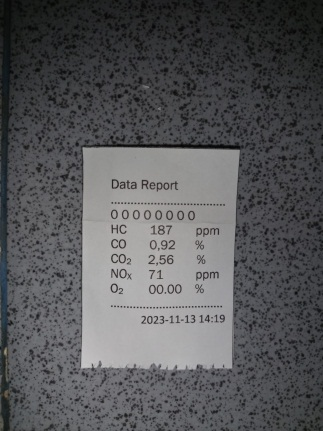 Data Report
00000000
HC 187 ppm
CO 0,92 %
CO₂ 2,56 %
NOₓ 71 ppm
O₂ 00.00 %
2023-11-13 14:19